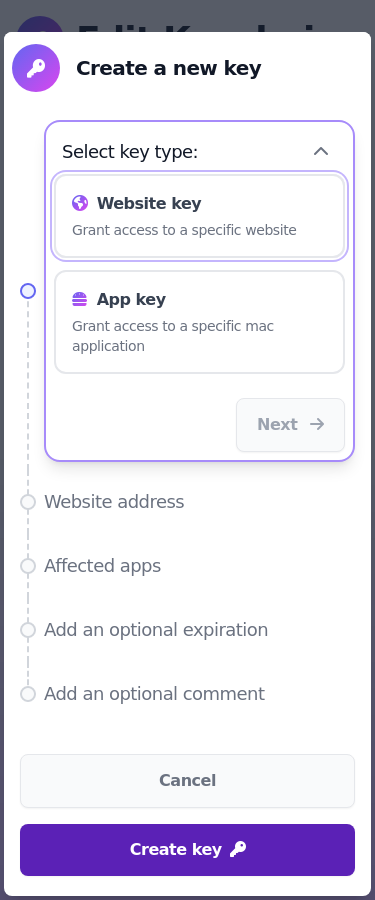 Create a new key
Select key type:
Website key
Grant access to a specific website
App key
Grant access to a specific mac
application
Next
Website address
Affected apps
Add an optional expiration
Add an optional comment
Cancel
Create key